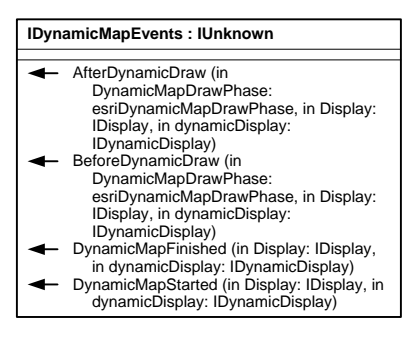 IDynamicMapEvents : IUnknown
AfterDynamicDraw (in
DynamicMapDrawPhase:
esriDynamicMapDrawPhase, in Display:
IDisplay, in dynamicDisplay:
IDynamicDisplay)
BeforeDynamicDraw (in
DynamicMapDrawPhase:
esriDynamicMapDrawPhase, in Display:
IDisplay, in dynamicDisplay:
IDynamicDisplay)
DynamicMapFinished (in Display: IDisplay,
in dynamicDisplay: IDynamicDisplay)
DynamicMapStarted (in Display: IDisplay, in
dynamicDisplay: IDynamicDisplay)